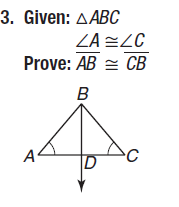 3. Given: △ABC
∠A ≅ ∠C
Prove: AB ≅ CB
B
A
D
C